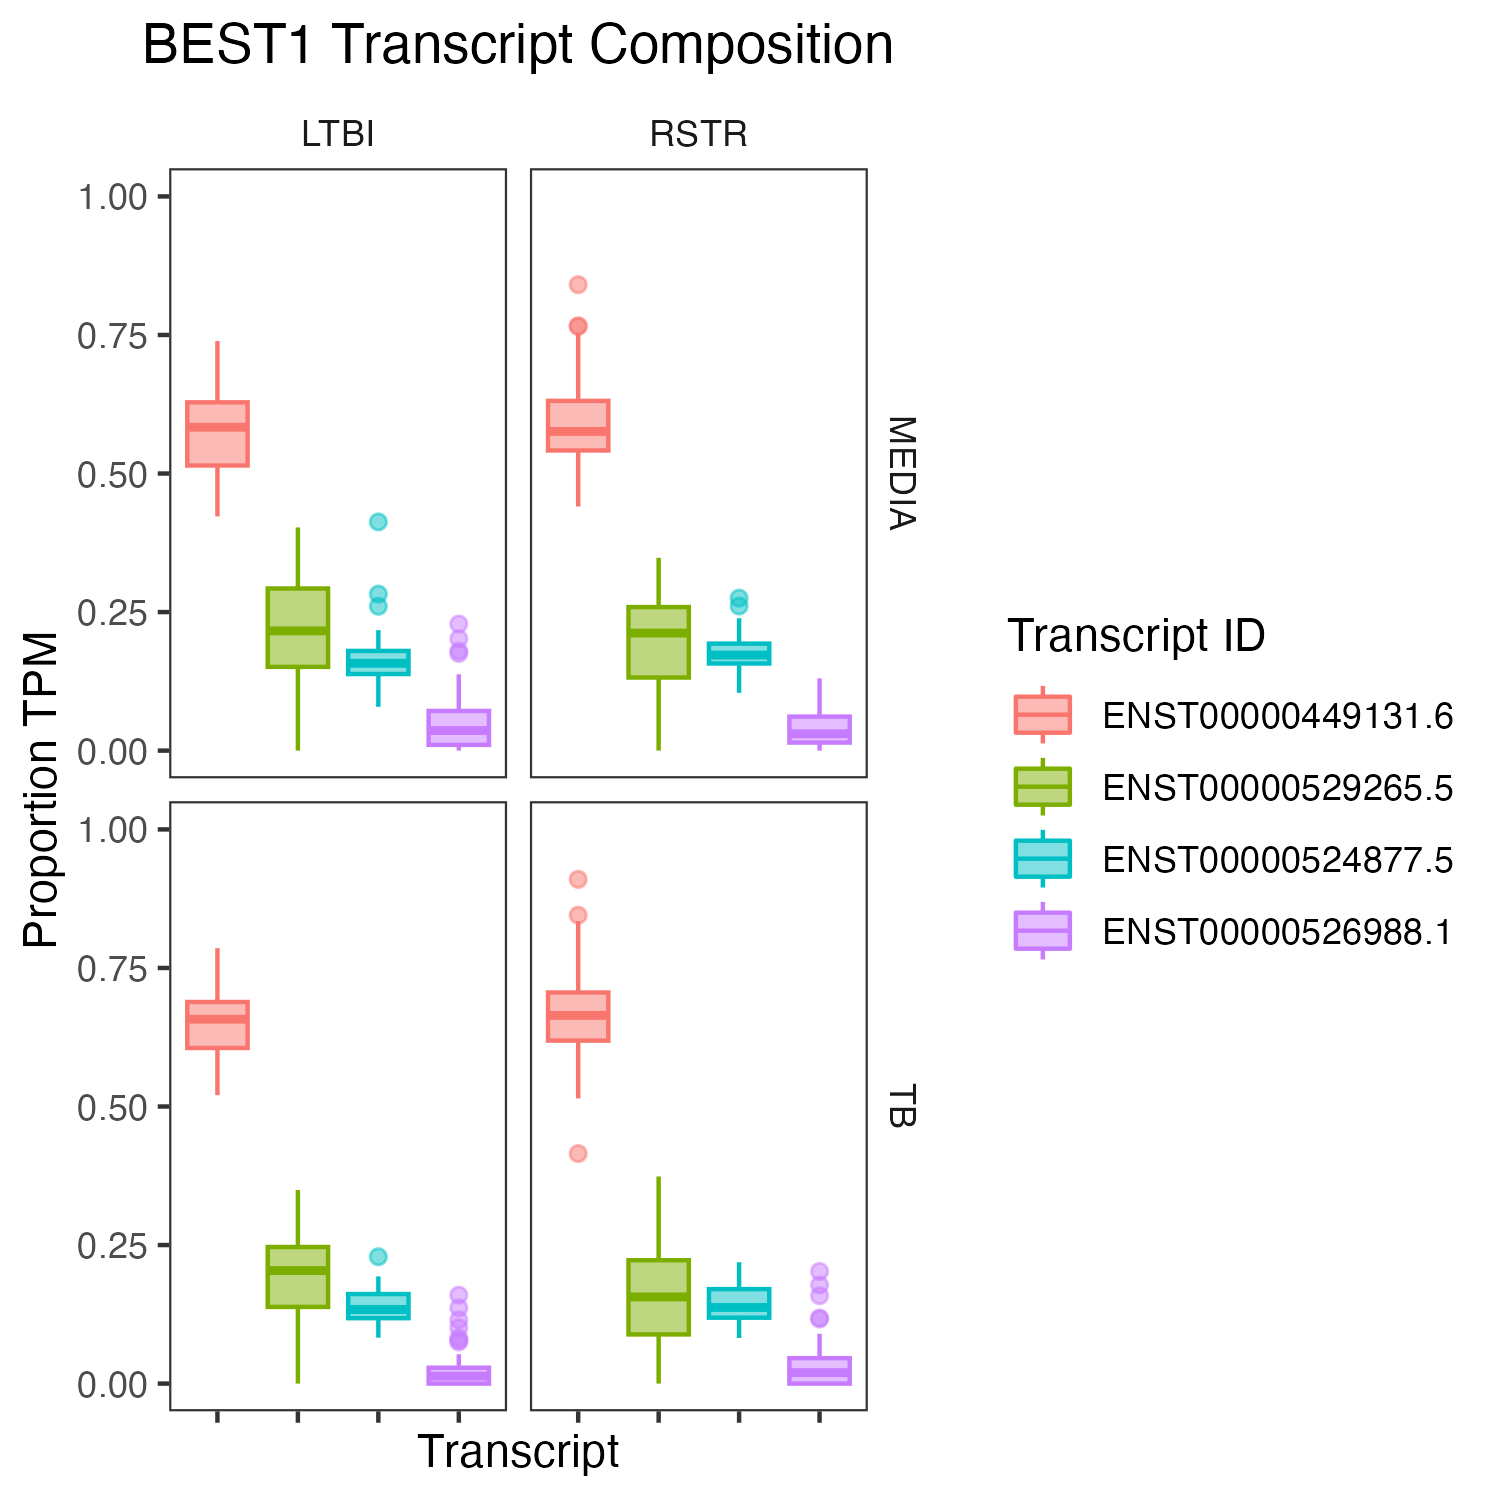 BEST1 Transcript Composition
LTBI
RSTR
1.00
0.75
0.50
0.25
0.00
MEDIA
1.00
0.75
0.50
0.25
0.00
TB
Proportion TPM
Transcript
Transcript ID
ENST00000449131.6
ENST00000529265.5
ENST00000524877.5
ENST00000526988.1